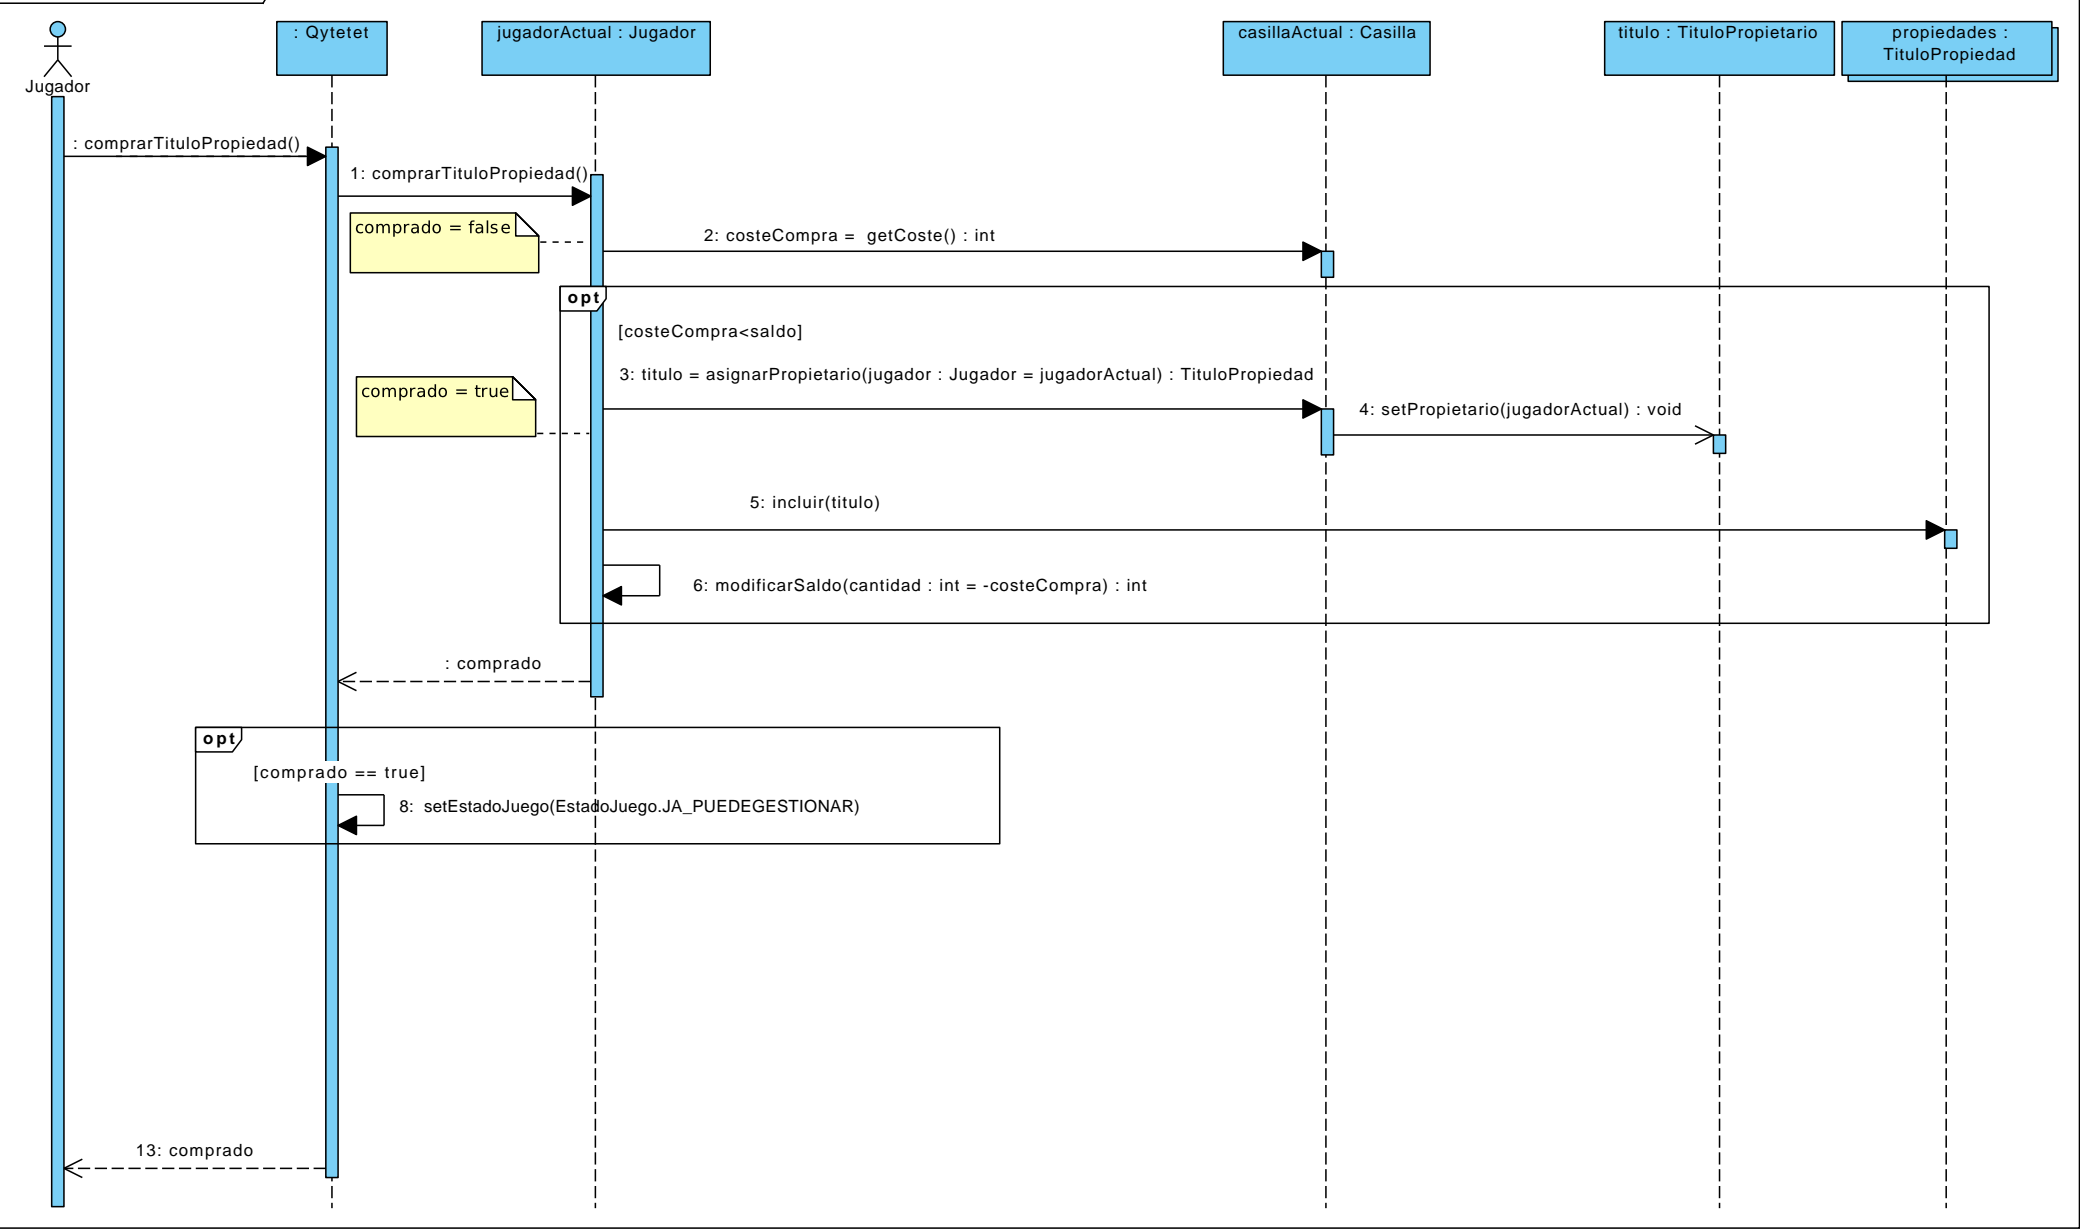 : Qytetet
jugadorActual : Jugador
casillaActual : Casilla
titulo : TituloPropietario
propiedades :
TituloPropiedad
Jugador
: comprarTituloPropiedad()
1: comprarTituloPropiedad()
comprado = false
2: costeCompra =  getCoste() : int
opt
[costeCompra<saldo]
3: titulo = asignarPropietario(jugador : Jugador = jugadorActual) : TituloPropiedad
comprado = true
4: setPropietario(jugadorActual) : void
5: incluir(titulo)
6: modificarSaldo(cantidad : int = -costeCompra) : int
: comprado
opt
[comprado == true]
8:  setEstadoJuego(EstadoJuego.JA_PUEDEGESTIONAR)
13: comprado